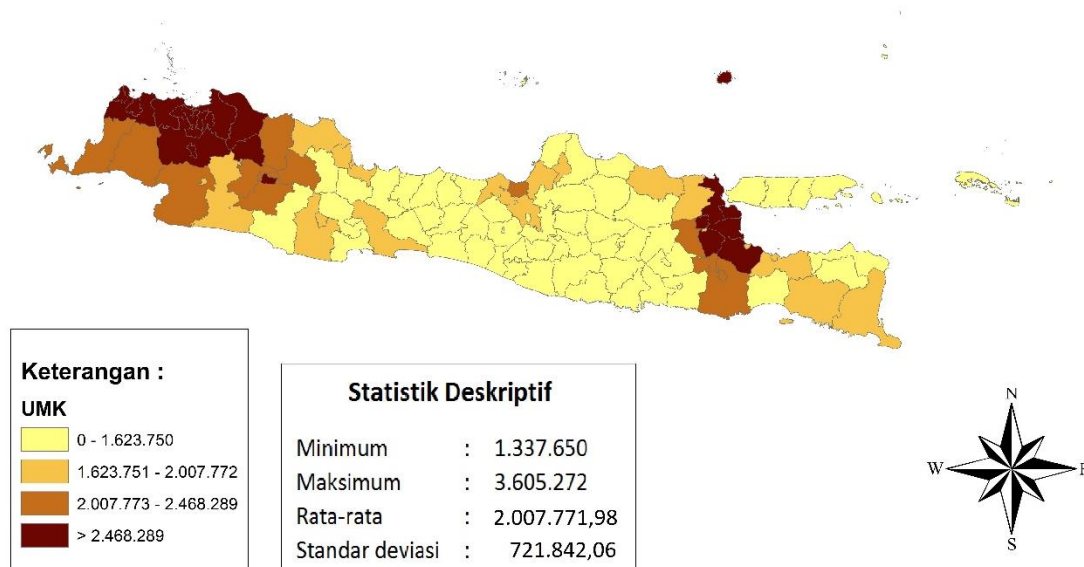 Keterangan :
UMK
0 - 1.623.750
1.623.751 - 2.007.772
2.007.773 - 2.468.289
> 2.468.289
Statistik Deskriptif
Minimum : 1.337.650
Maksimum : 3.605.272
Rata-rata : 2.007.771,98
Standar deviasi : 721.842,06
N
W E
S